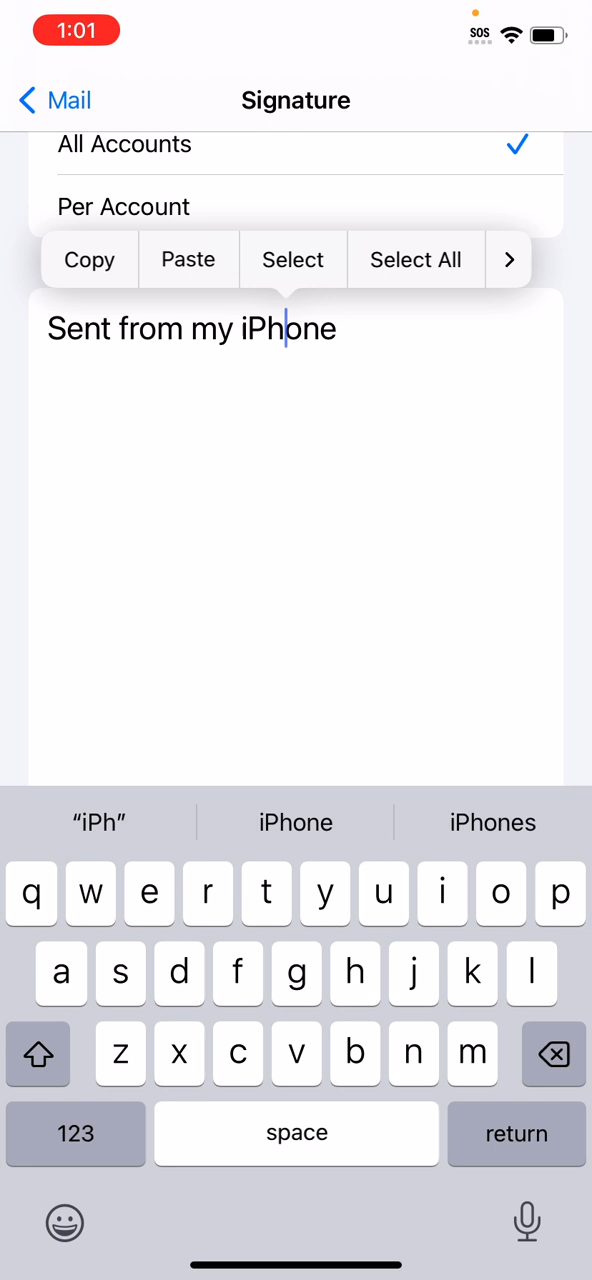 1:01
SOS
Mail
Signature
All Accounts
Per Account
Copy Paste Select Select All
Sent from my iPhone
“iPh” iPhone iPhones
q w e r t y u i o p
a s d f g h j k l
z x c v b n m
123 space return